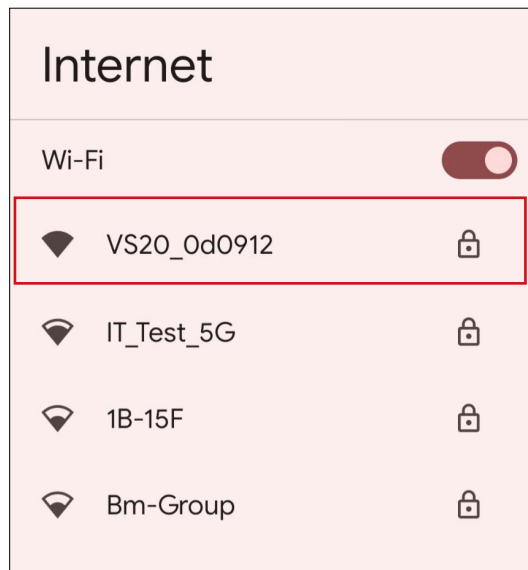 Internet
Wi-Fi
VS20_0d0912
IT_Test_5G
1B-15F
Bm-Group